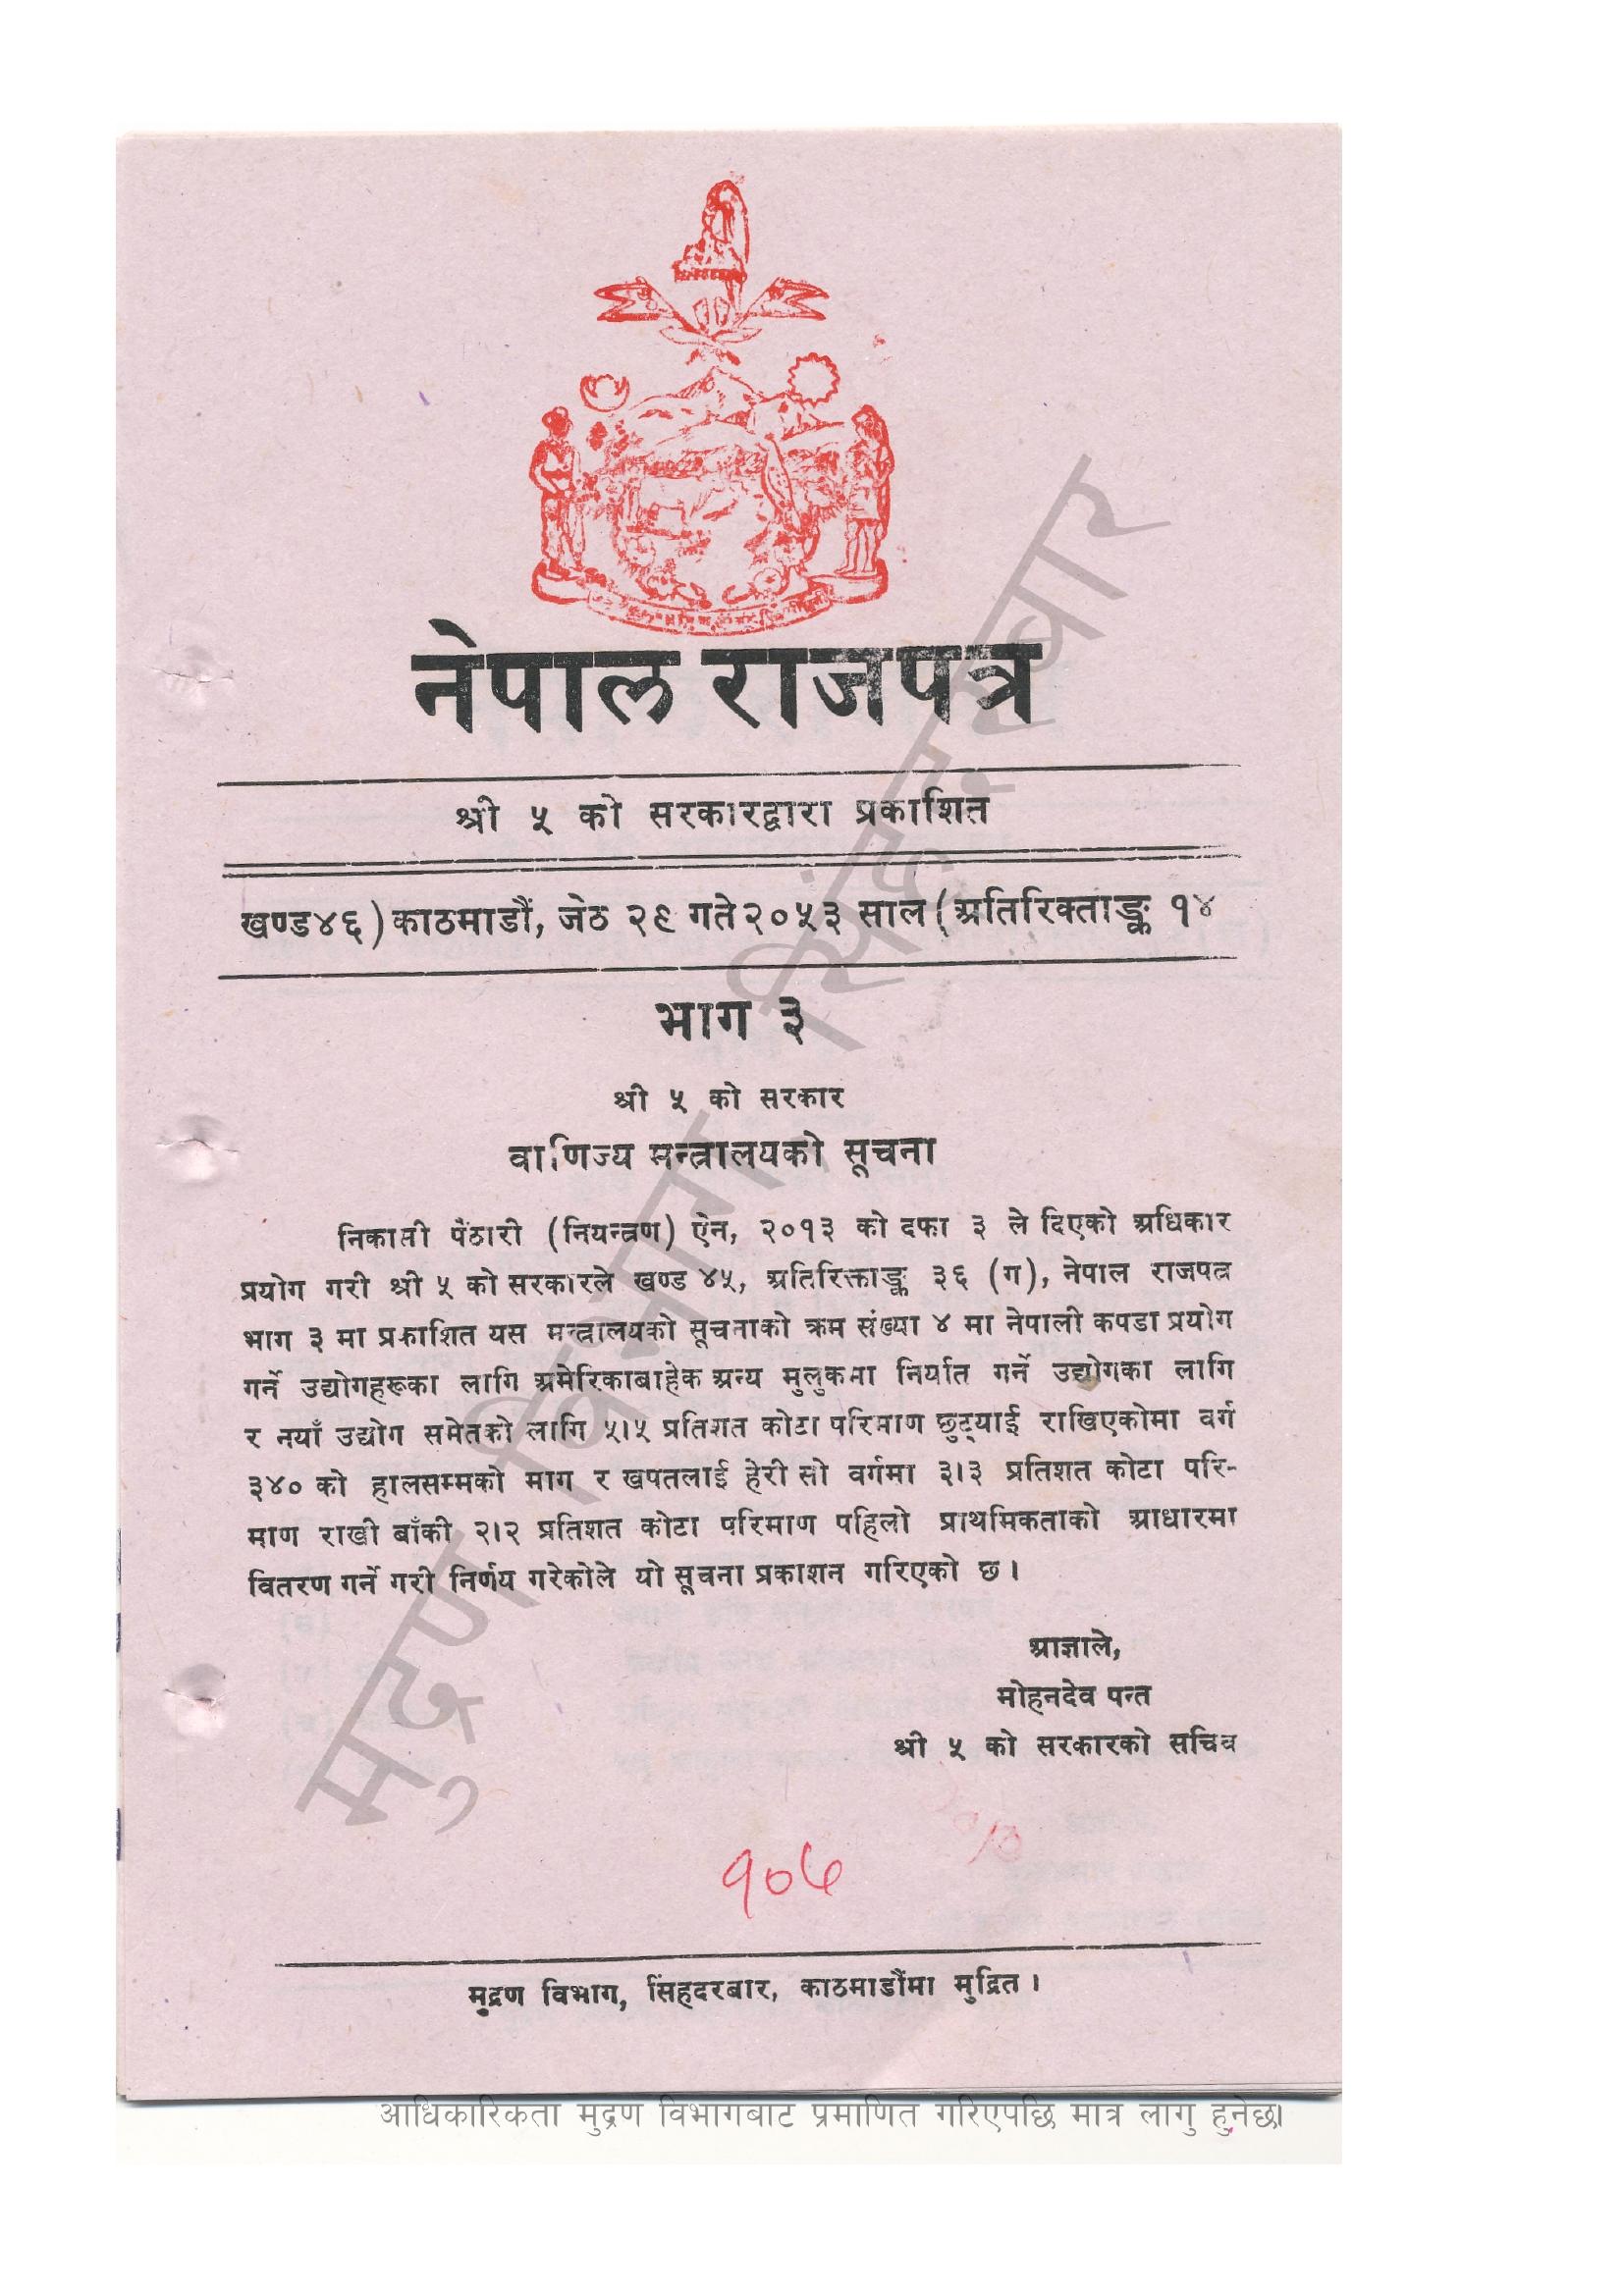 नेपाल राजपत्र
श्री ५ को सरकारद्वारा प्रकाशित
खण्ड४६) काठमाडौं, जेठ २९ गते २०५३ साल (अतिरिक्ताङ्क १४
भाग ३
श्री ५ को सरकार
वाणिज्य मन्त्रालयको सूचना
निकासी पैठारी (नियन्त्रण) ऐन, २०१३ को दफा ३ ले दिएको अधिकार
प्रयोग गरी श्री ५ को सरकारले खण्ड ४५, अतिरिक्ताङ्क ३६ (ग), नेपाल राजपत्र
भाग ३ मा प्रकाशित यस मन्त्रालयको सूचनाको क्रम संख्या ४ मा नेपाली कपडा प्रयोग
गर्ने उद्योगहरूका लागि अमेरिकाबाहेक अन्य मुलुकमा निर्यात गर्ने उद्योगका लागि
र नयाँ उद्योग समेतको लागि ५।५ प्रतिशत कोटा परिमाण छुट्याई राखिएकोमा वर्ग
३४० को हालसम्मको माग र खपतलाई हेरी सो वर्गमा ३।३ प्रतिशत कोटा परि-
माण राखी बाँकी २।२ प्रतिशत कोटा परिमाण पहिलो प्राथमिकताको आधारमा
वितरण गर्ने गरी निर्णय गरेकोले यो सूचना प्रकाशन गरिएको छ ।
आज्ञाले,
मोहनदेव पन्त
श्री ५ को सरकारको सचिव
१०७
मुद्रण विभाग, सिंहदरबार, काठमाडौंमा मुद्रित ।
आधिकारिकता मुद्रण विभागबाट प्रमाणित गरिएपछि मात्र लागु हुनेछ।
मुद्रण विभाग, सिंहदरबार